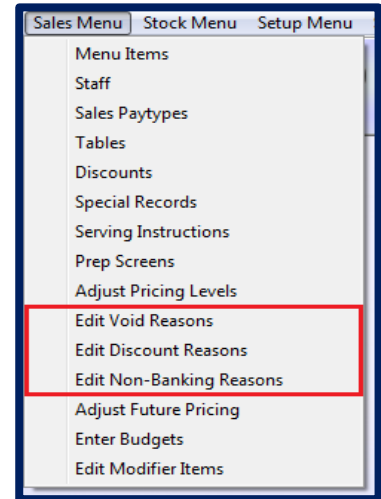 Sales Menu Stock Menu Setup Menu
Menu Items
Staff
Sales Paytypes
Tables
Discounts
Special Records
Serving Instructions
Prep Screens
Adjust Pricing Levels
Edit Void Reasons
Edit Discount Reasons
Edit Non-Banking Reasons
Adjust Future Pricing
Enter Budgets
Edit Modifier Items